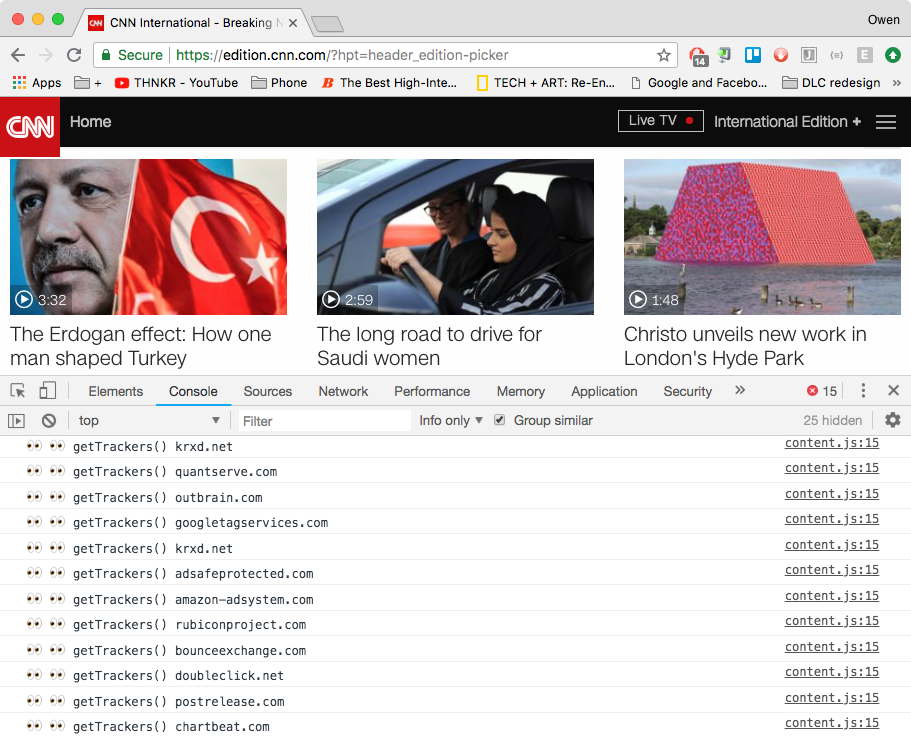 CNN International - Breaking N
Owen
Secure https://edition.cnn.com/?hpt=header_edition-picker
14
Apps + THNKR - YouTube Phone The Best High-Inte... TECH + ART: Re-En... Google and Facebo... DLC redesign »
CNN Home Live TV International Edition +
3:32 2:59 1:48
The Erdogan effect: How one
man shaped Turkey
The long road to drive for
Saudi women
Christo unveils new work in
London's Hyde Park
Elements Console Sources Network Performance Memory Application Security » 15
top Filter Info only Group similar 25 hidden
getTrackers() krxd.net content.js:15
getTrackers() quantserve.com content.js:15
getTrackers() outbrain.com content.js:15
getTrackers() googletagservices.com content.js:15
getTrackers() krxd.net content.js:15
getTrackers() adsafeprotected.com content.js:15
getTrackers() amazon-adsystem.com content.js:15
getTrackers() rubiconproject.com content.js:15
getTrackers() bounceexchange.com content.js:15
getTrackers() doubleclick.net content.js:15
getTrackers() postrelease.com content.js:15
getTrackers() chartbeat.com content.js:15